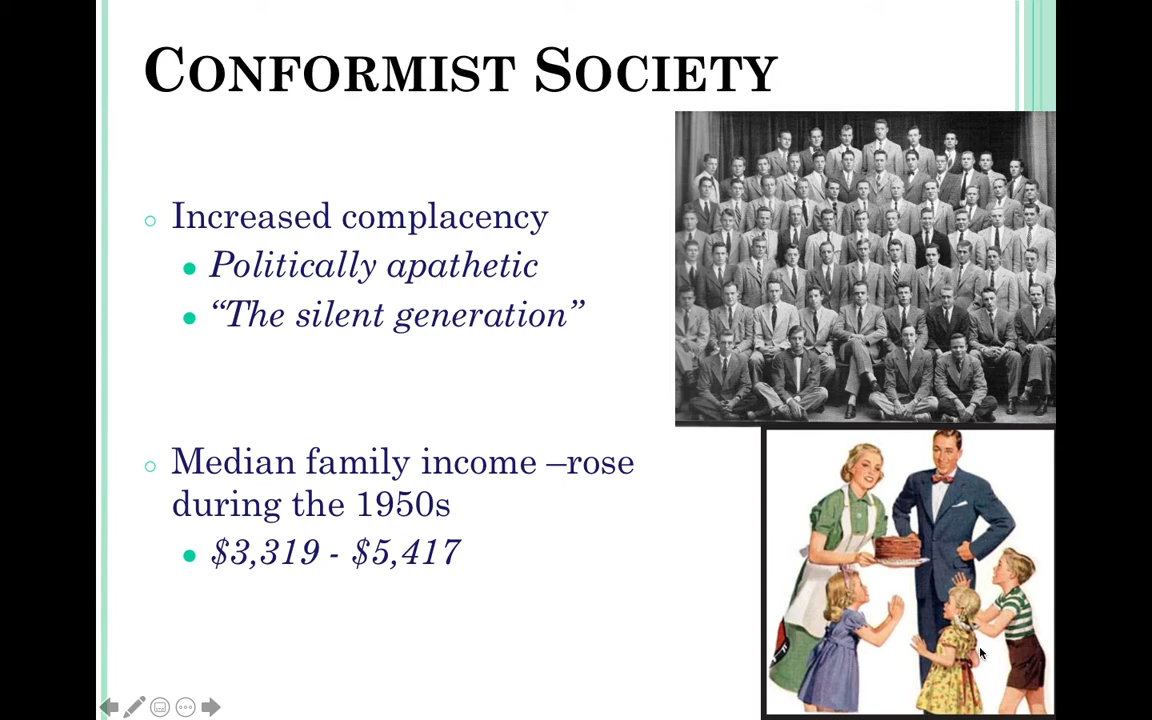 CONFORMIST SOCIETY
Increased complacency
Politically apathetic
“The silent generation”
Median family income –rose
during the 1950s
$3,319 - $5,417